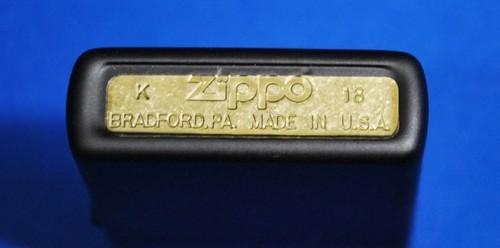 K Zippo 18
BRADFORD,PA. MADE IN U.S.A